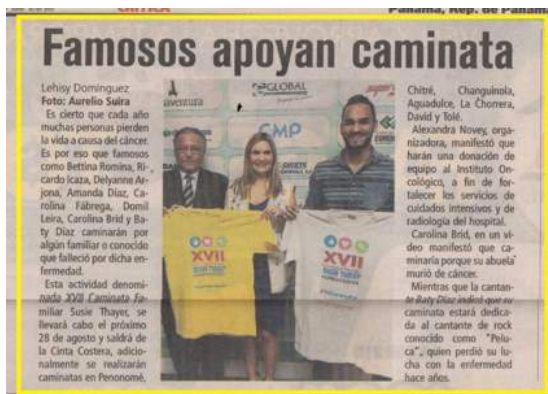 CRÍTICA
Panamá, Rep. de Panamá
Famosos apoyan caminata
Lehisy Domínguez
Foto: Aurelio Suira
Es cierto que cada año
muchas personas pierden
la vida a causa del cáncer.
Es por eso que famosos
como Bettina Romina, Ri-
cardo Icaza, Delyanne Ar-
jona, Amanda Díaz, Ca-
rolina Fábrega, Domil
Leira, Carolina Brid y Ba-
ty Díaz caminarán por
algún familiar o conocido
que falleció por dicha en-
fermedad.
Esta actividad denomi-
nada XVII Caminata Fa-
miliar Susie Thayer, se
llevará cabo el próximo
28 de agosto y saldrá de
la Cinta Costera, adicio-
nalmente se realizarán
caminatas en Penonomé,
aventura
GLOBAL
CMP
XVII
XVII
Chitré, Changuinola,
Aguadulce, La Chorrera,
David y Tolé.
Alexandra Novey, orga-
nizadora, manifestó que
harán una donación de
equipo al Instituto On-
cológico, a fin de for-
talecer los servicios de
cuidados intensivos y de
radiología del hospital.
Carolina Brid, en un vi-
deo manifestó que ca-
minaría porque su abuela
murió de cáncer.
Mientras que la cantan-
te Baty Díaz indicó que su
caminata estará dedica-
da al cantante de rock
conocido como "Pelu-
ca", quien perdió su lu-
cha con la enfermedad
hace años.